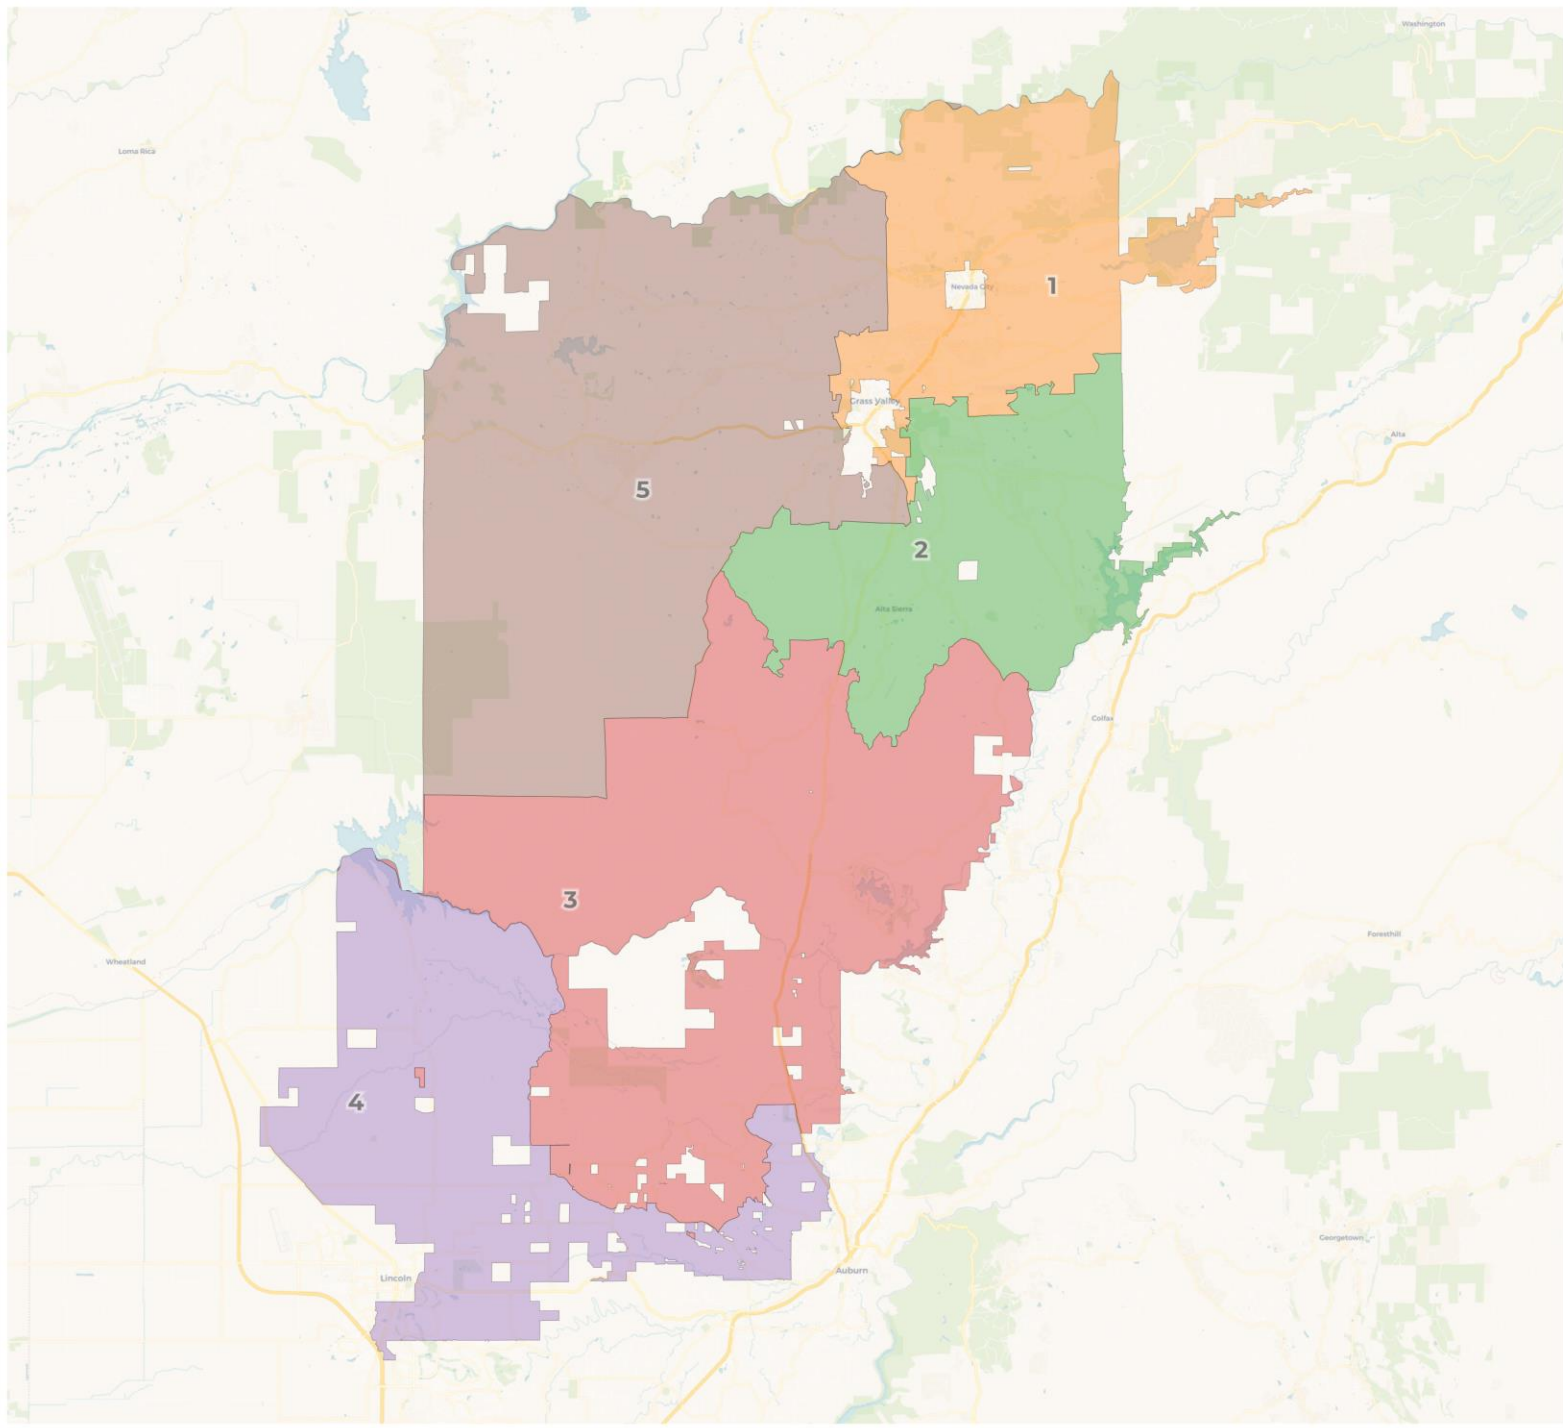 Washington
Loma Rica
1
Nevada City
Grass Valley
Alta
5
2
Alta Sierra
Colfax
3
Foresthill
Wheatland
4
Georgetown
Auburn
Lincoln